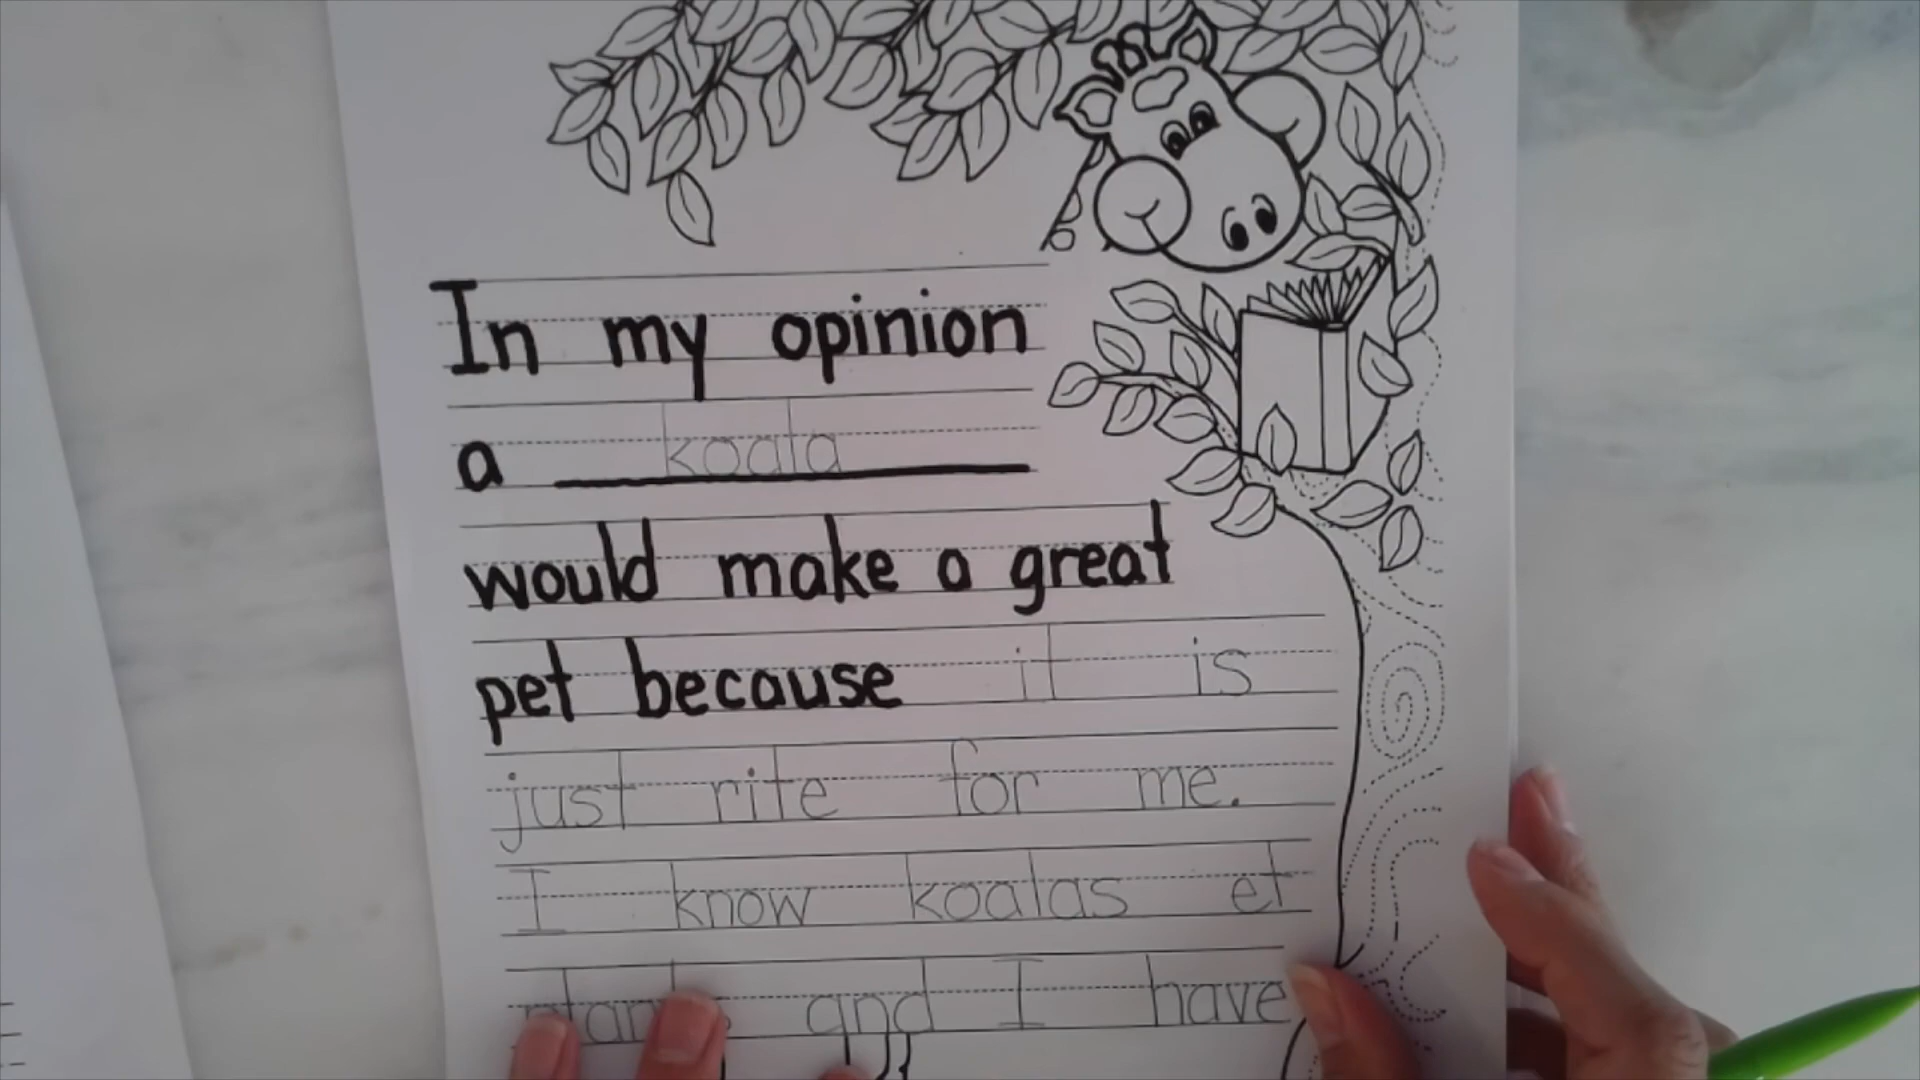 In my opinion
a koala
would make a great
pet because it is
just rite for me.
I know koalas et
and I have